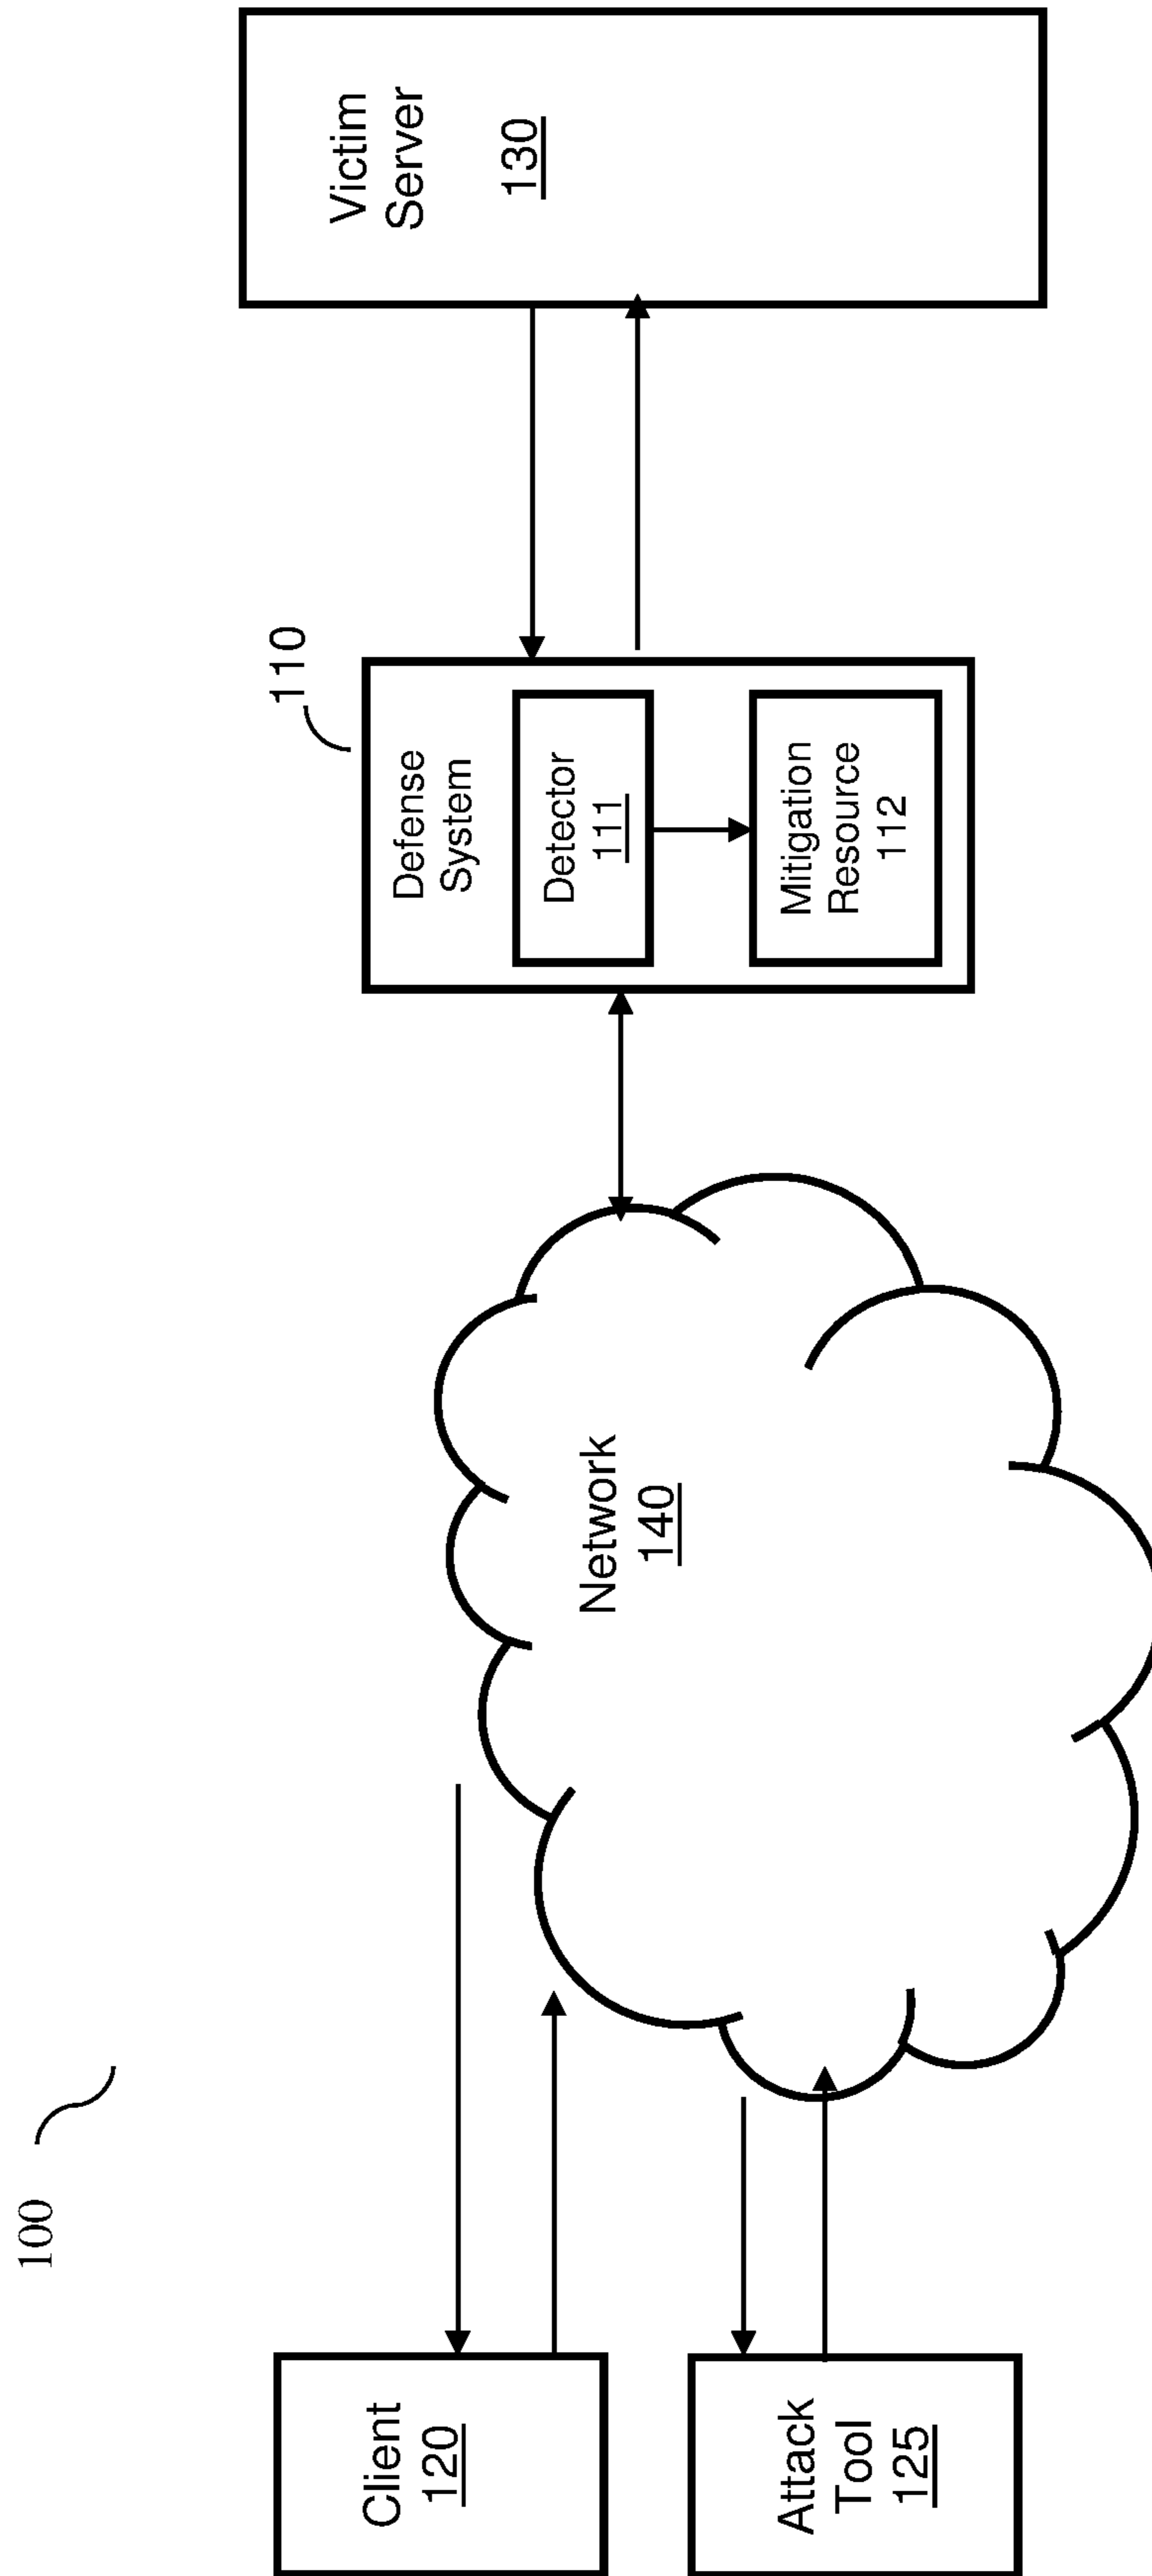 100
Client
120
Attack
Tool
125
Network
140
110
Defense
System
Detector
111
Mitigation
Resource
112
Victim
Server
130